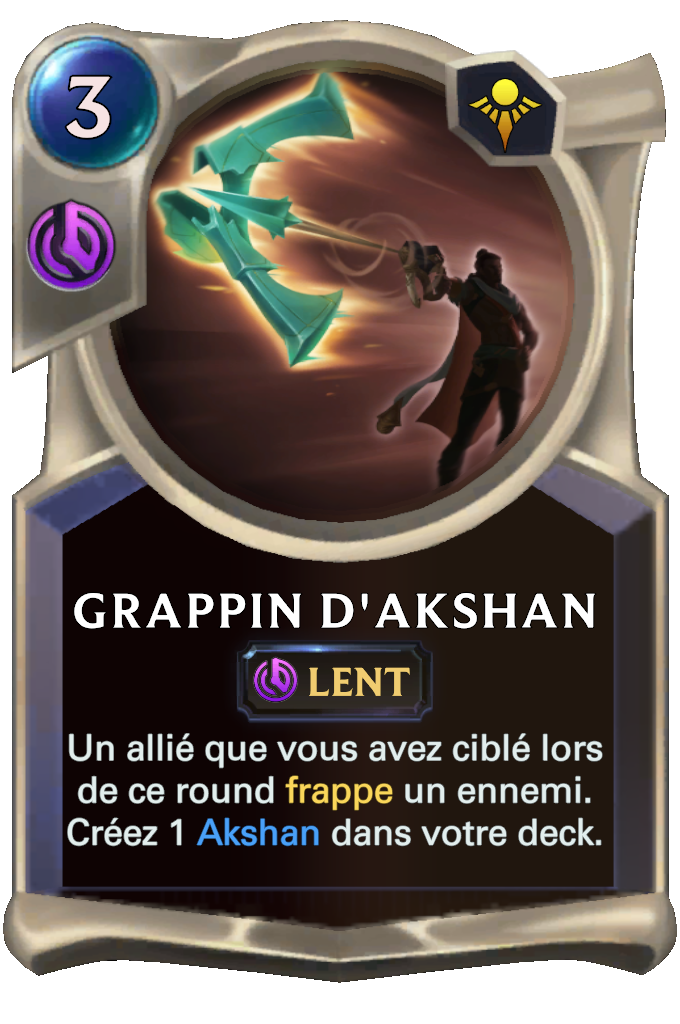 3
GRAPPIN D'AKSHAN
LENT
Un allié que vous avez ciblé lors
de ce round frappe un ennemi.
Créez 1 Akshan dans votre deck.